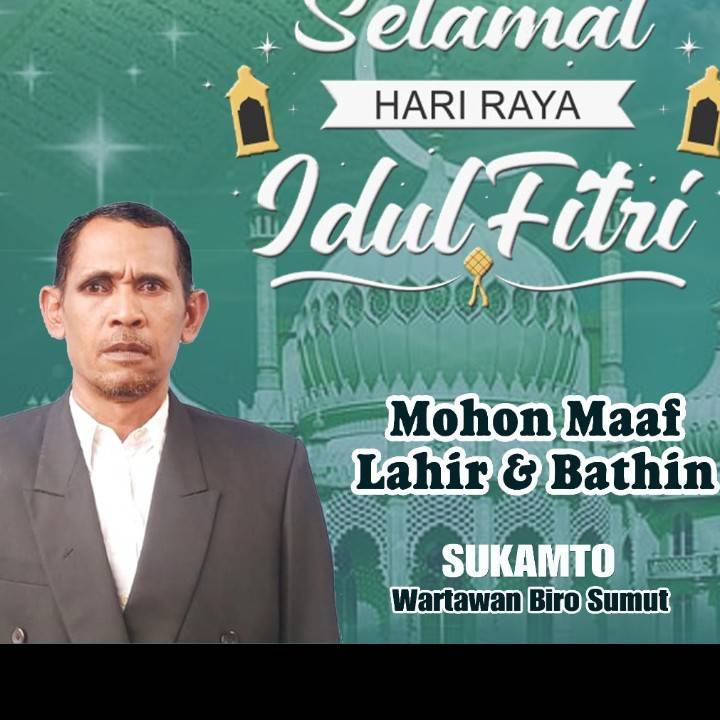 Selamat
HARI RAYA
Idul Fitri
Mohon Maaf
Lahir & Bathin
SUKAMTO
Wartawan Biro Sumut